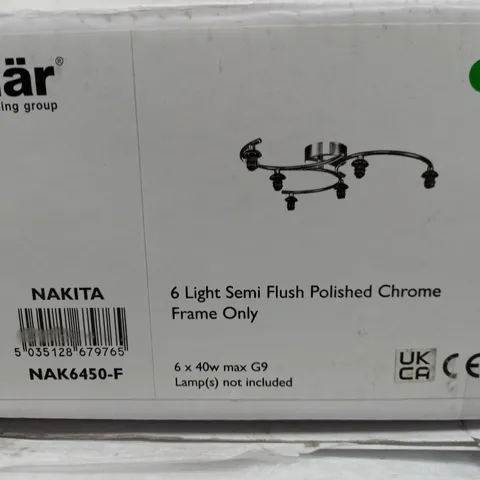 är®
ing group
NAKITA
5 035128 679765
NAK6450-F
6 Light Semi Flush Polished Chrome
Frame Only
6 x 40w max G9
Lamp(s) not included
UK
CA
CE